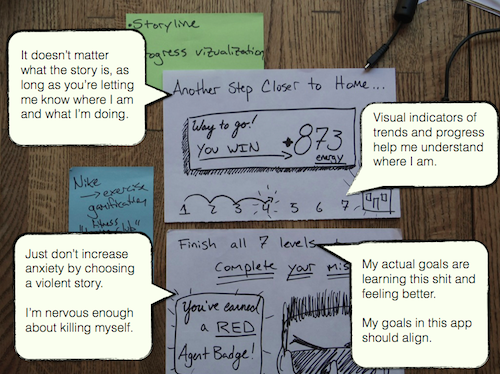 • Storyline
progress vizualization
It doesn't matter
what the story is, as
long as you're letting
me know where I am
and what I'm doing.
Another Step Closer to Home...
Way to go!
YOU WIN
+873
energy
Visual indicators of
trends and progress
help me understand
where I am.
1 2 3 4 5 6 7
Nike
→ exercise
gamification
Finish all 7 levels
Complete your mis
Just don't increase
anxiety by choosing
a violent story.
I'm nervous enough
about killing myself.
You've earned
a RED
Agent Badge!
My actual goals are
learning this shit and
feeling better.
My goals in this app
should align.